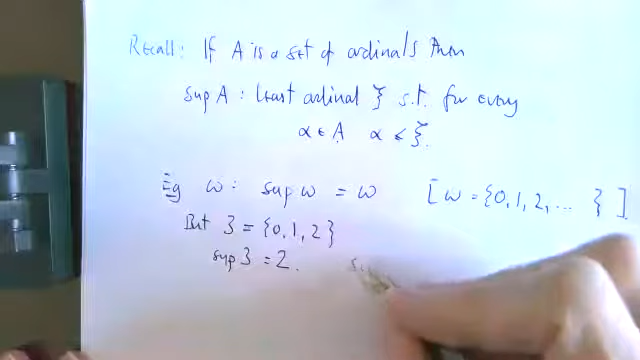 Recall: If A is a set of ordinals then
sup A : least ordinal ξ s.t. for every
α ∈ A α ≤ ξ.
Eg ω : sup ω = ω [ω = {0, 1, 2, ... }]
But 3 = {0, 1, 2}
sup 3 = 2.